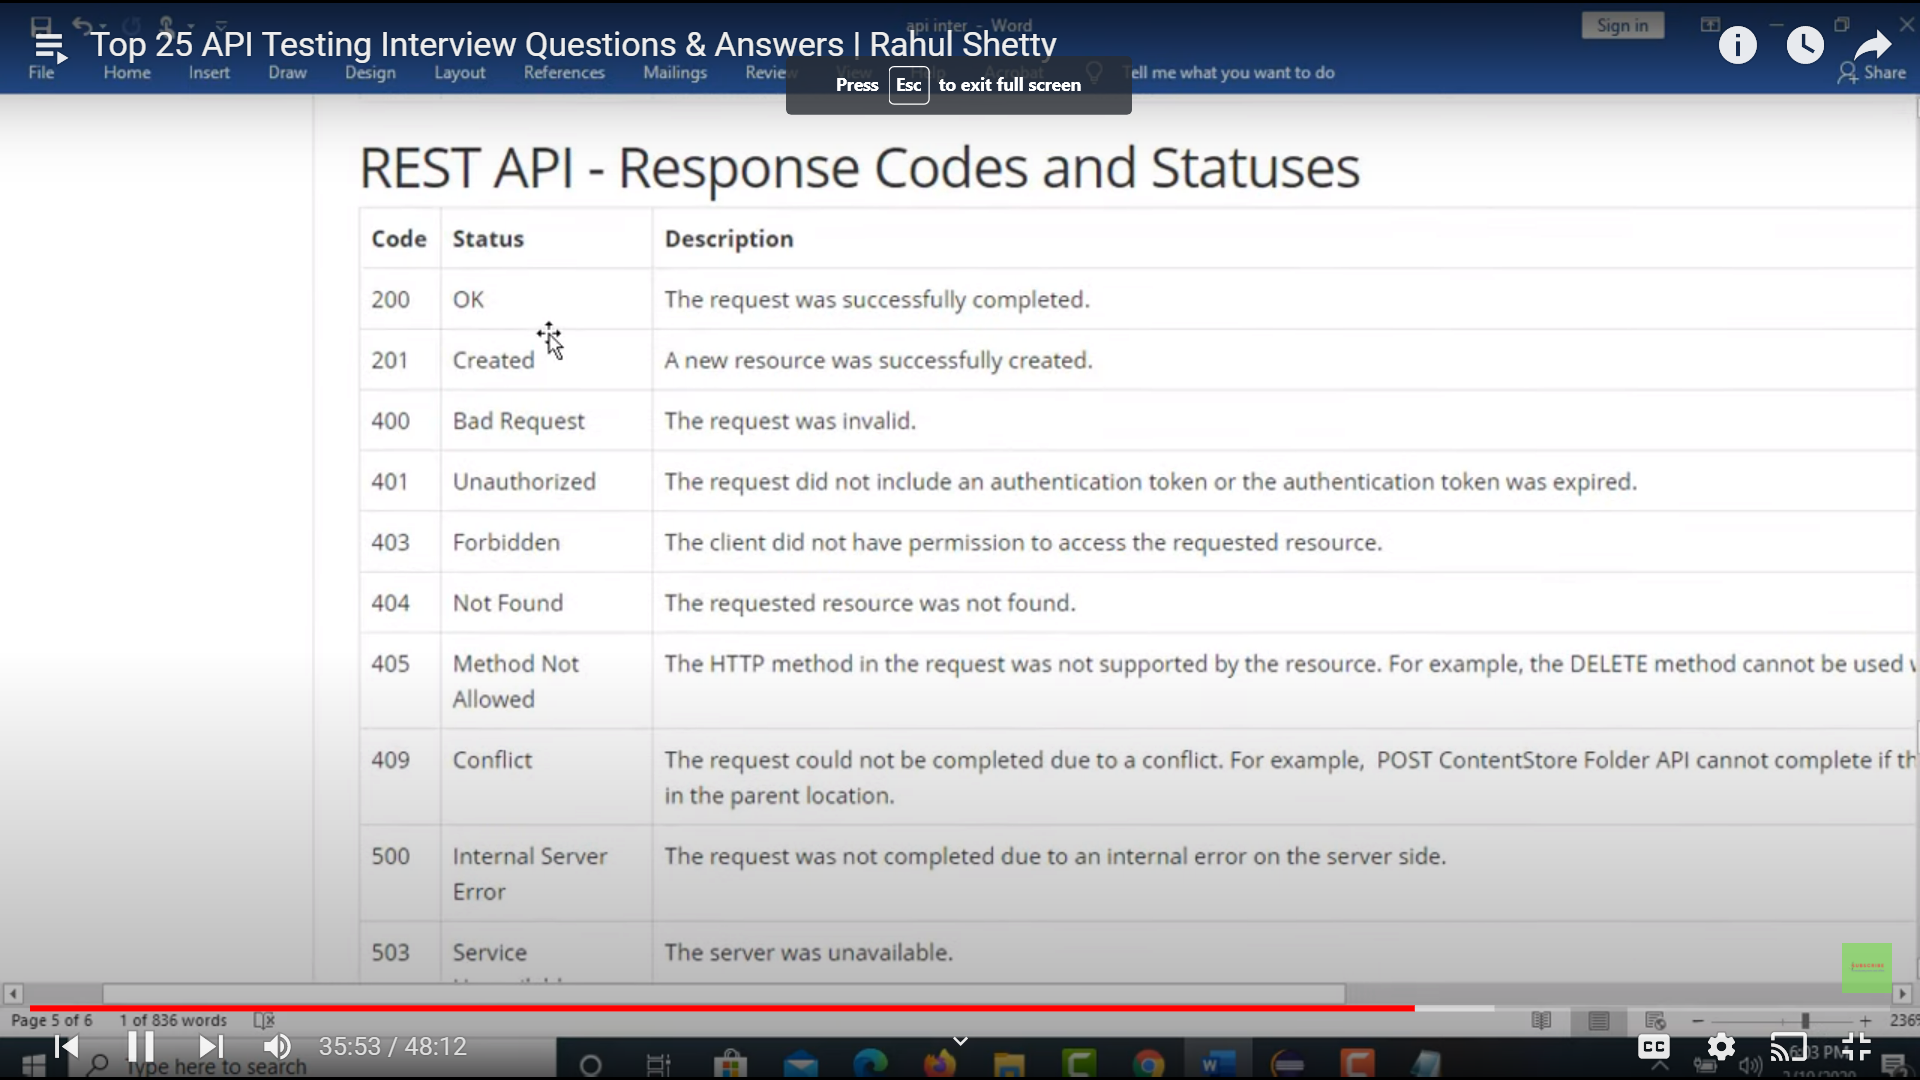 api inter - Word
Sign in
Top 25 API Testing Interview Questions & Answers | Rahul Shetty
File Home Insert Draw Design Layout References Mailings Review View Help Acrobat Tell me what you want to do Share
Press Esc to exit full screen
REST API - Response Codes and Statuses
Code Status Description
200 OK The request was successfully completed.
201 Created A new resource was successfully created.
400 Bad Request The request was invalid.
401 Unauthorized The request did not include an authentication token or the authentication token was expired.
403 Forbidden The client did not have permission to access the requested resource.
404 Not Found The requested resource was not found.
405 Method Not The HTTP method in the request was not supported by the resource. For example, the DELETE method cannot be used
Allowed
409 Conflict The request could not be completed due to a conflict. For example, POST ContentStore Folder API cannot complete if th
in the parent location.
500 Internal Server The request was not completed due to an internal error on the server side.
Error
503 Service The server was unavailable.
SUBSCRIBE
Page 5 of 6 1 of 836 words 236%
35:53 / 48:12
CC
Type here to search